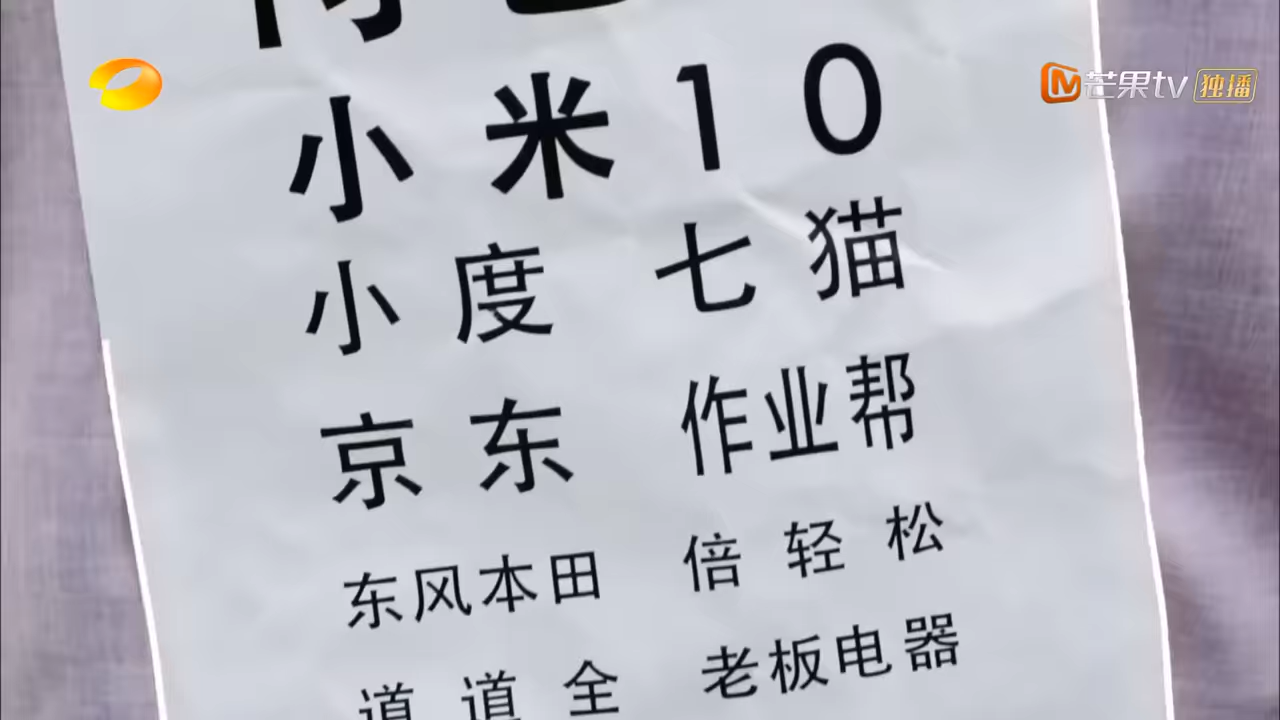 芒果tv 独播
小米10
小度 七猫
京东 作业帮
东风本田 倍轻松
道道全 老板电器